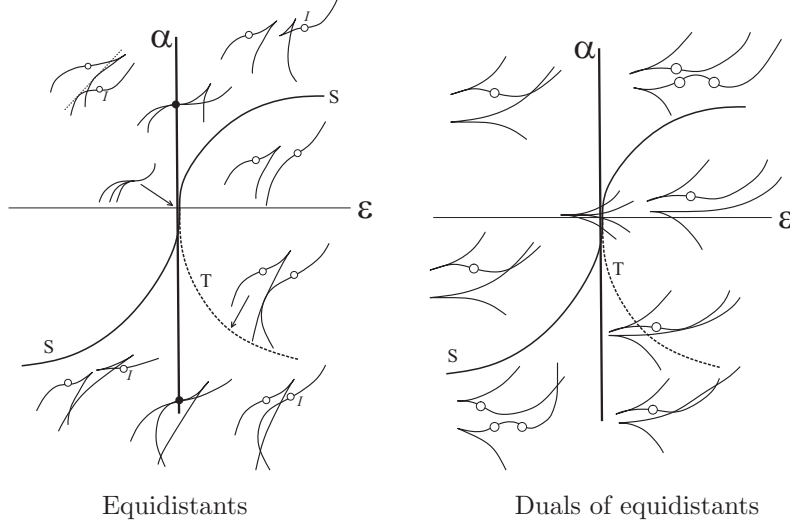 I
I
α
α
I
S
ε
ε
T
T
S
S
I
I
Equidistants
Duals of equidistants